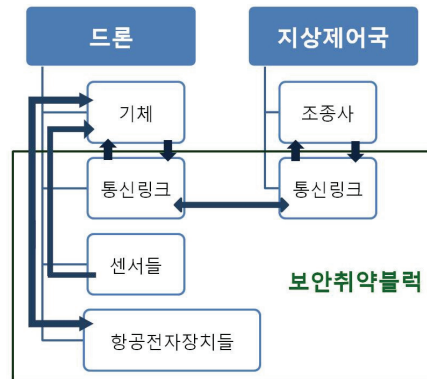 드론
지상제어국
기체
조종사
통신링크
통신링크
센서들
보안취약블럭
항공전자장치들